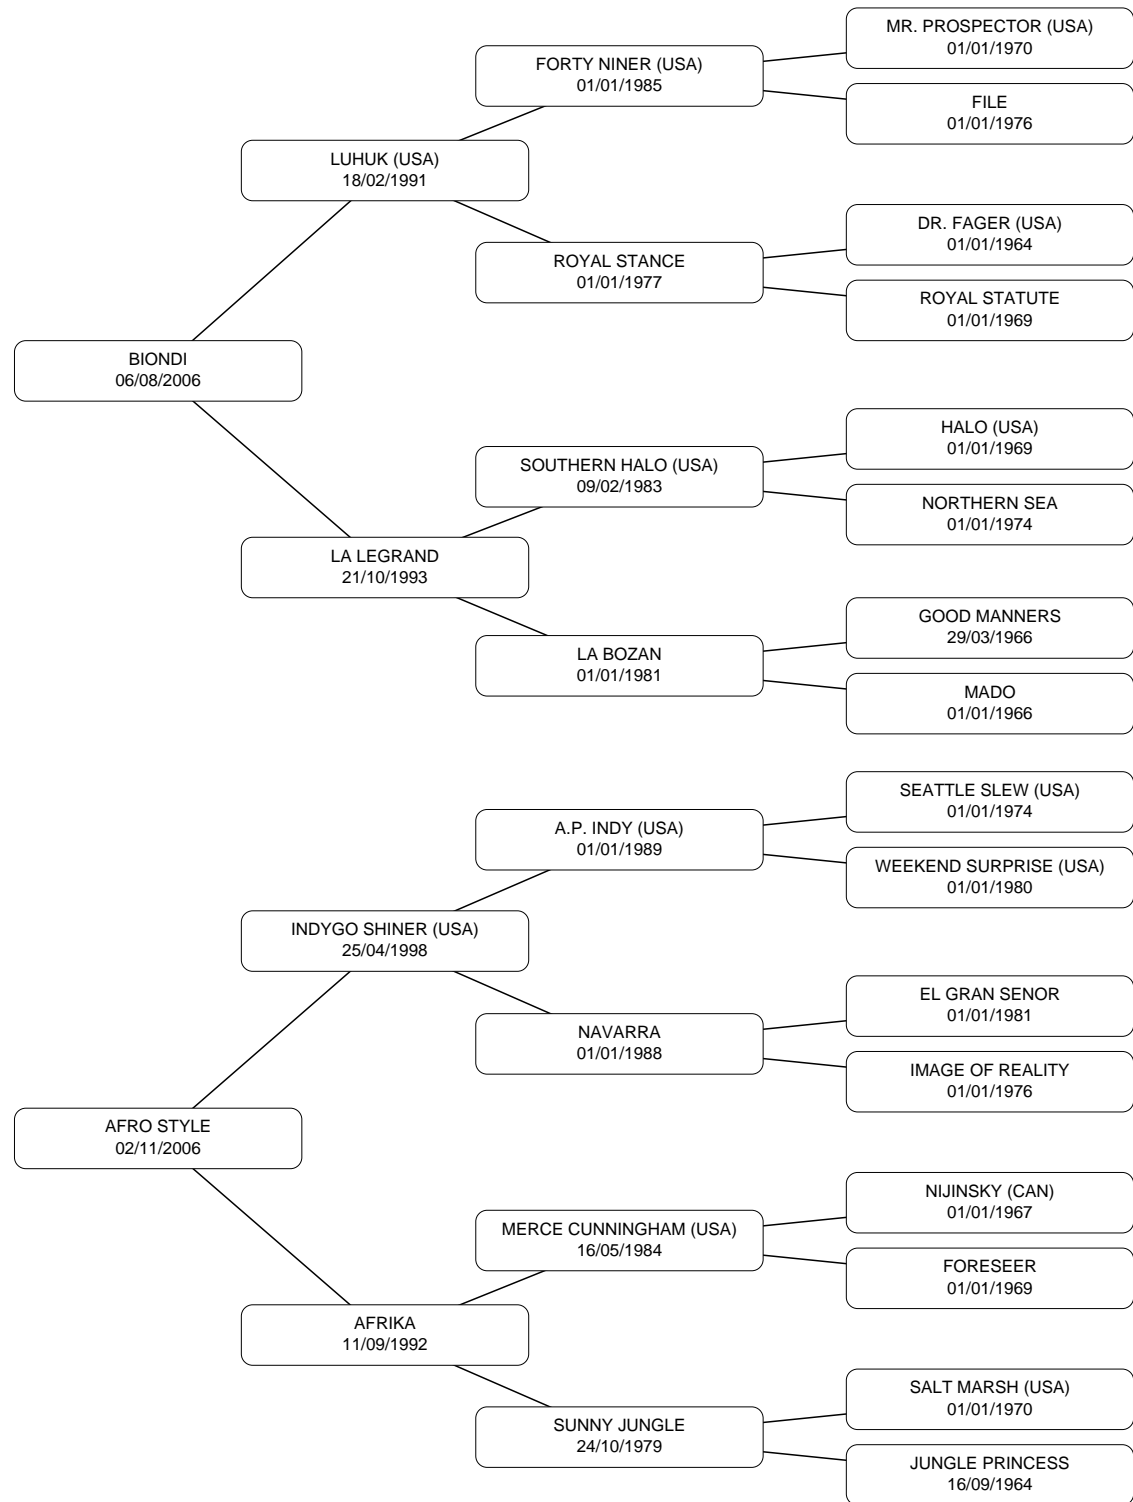 MR. PROSPECTOR (USA)
01/01/1970
FORTY NINER (USA)
01/01/1985
FILE
01/01/1976
LUHUK (USA)
18/02/1991
DR. FAGER (USA)
01/01/1964
ROYAL STANCE
01/01/1977
ROYAL STATUTE
01/01/1969
BIONDI
06/08/2006
HALO (USA)
01/01/1969
SOUTHERN HALO (USA)
09/02/1983
NORTHERN SEA
01/01/1974
LA LEGRAND
21/10/1993
GOOD MANNERS
29/03/1966
LA BOZAN
01/01/1981
MADO
01/01/1966
SEATTLE SLEW (USA)
01/01/1974
A.P. INDY (USA)
01/01/1989
WEEKEND SURPRISE (USA)
01/01/1980
INDYGO SHINER (USA)
25/04/1998
EL GRAN SENOR
01/01/1981
NAVARRA
01/01/1988
IMAGE OF REALITY
01/01/1976
AFRO STYLE
02/11/2006
NIJINSKY (CAN)
01/01/1967
MERCE CUNNINGHAM (USA)
16/05/1984
FORESEER
01/01/1969
AFRIKA
11/09/1992
SALT MARSH (USA)
01/01/1970
SUNNY JUNGLE
24/10/1979
JUNGLE PRINCESS
16/09/1964